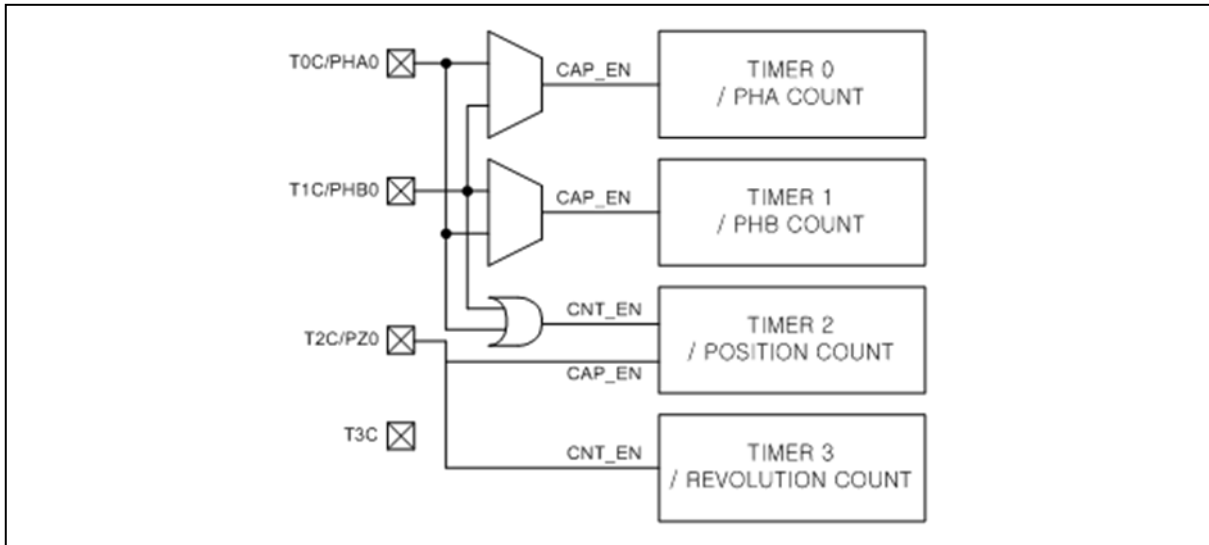 T0C/PHA0
CAP_EN
TIMER 0
/ PHA COUNT
T1C/PHB0
CAP_EN
TIMER 1
/ PHB COUNT
T2C/PZ0
CNT_EN
CAP_EN
TIMER 2
/ POSITION COUNT
T3C
CNT_EN
TIMER 3
/ REVOLUTION COUNT